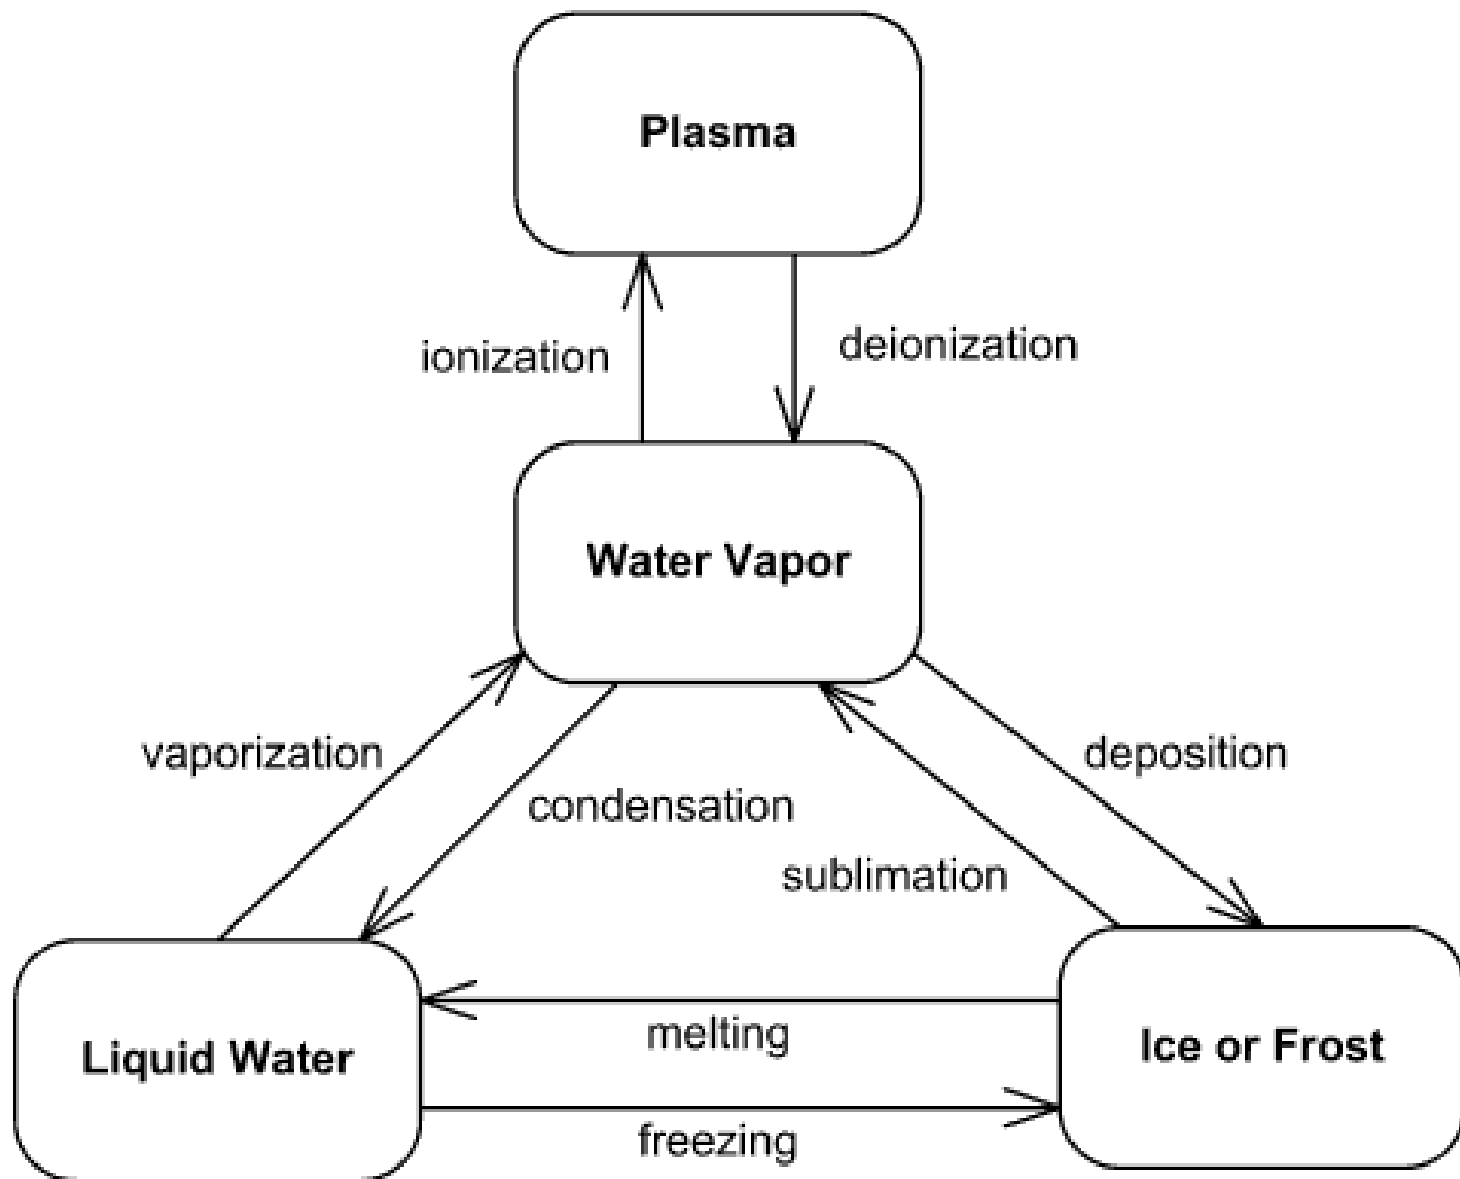 Plasma
ionization
deionization
Water Vapor
vaporization
deposition
condensation
sublimation
melting
Liquid Water
Ice or Frost
freezing